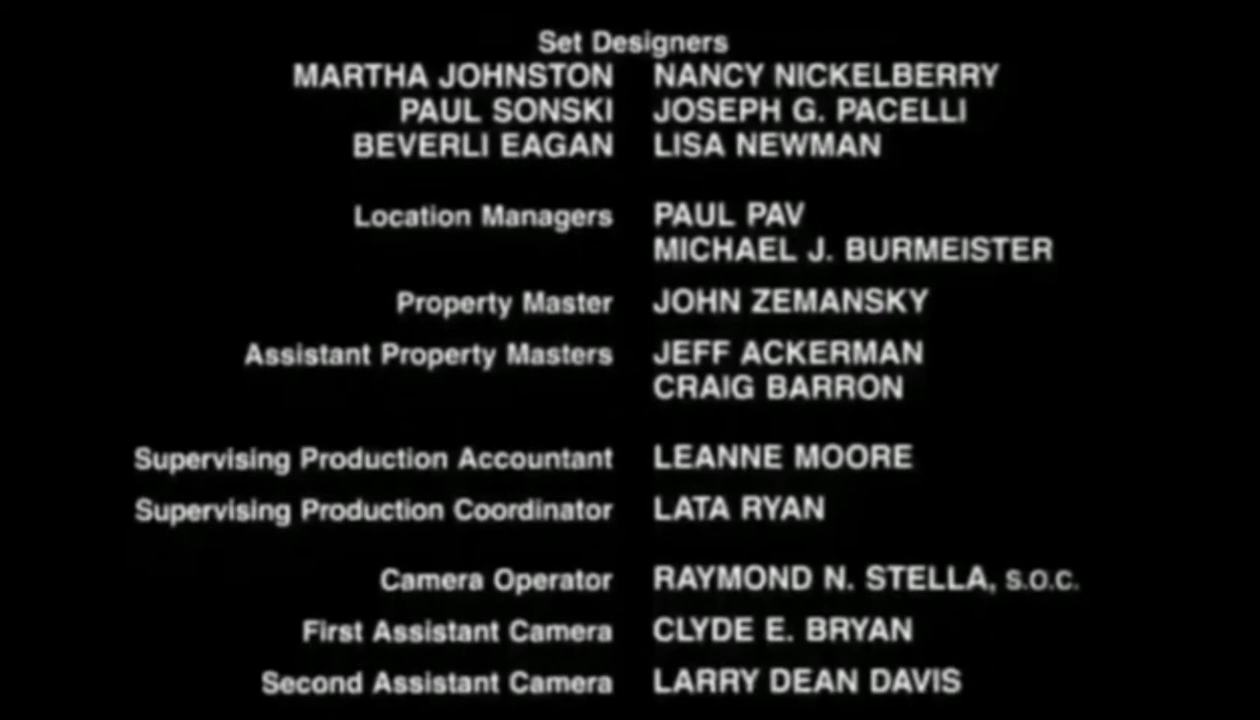 Set Designers
MARTHA JOHNSTON NANCY NICKELBERRY
PAUL SONSKI JOSEPH G. PACELLI
BEVERLI EAGAN LISA NEWMAN
Location Managers PAUL PAV
MICHAEL J. BURMEISTER
Property Master JOHN ZEMANSKY
Assistant Property Masters JEFF ACKERMAN
CRAIG BARRON
Supervising Production Accountant LEANNE MOORE
Supervising Production Coordinator LATA RYAN
Camera Operator RAYMOND N. STELLA, S.O.C.
First Assistant Camera CLYDE E. BRYAN
Second Assistant Camera LARRY DEAN DAVIS